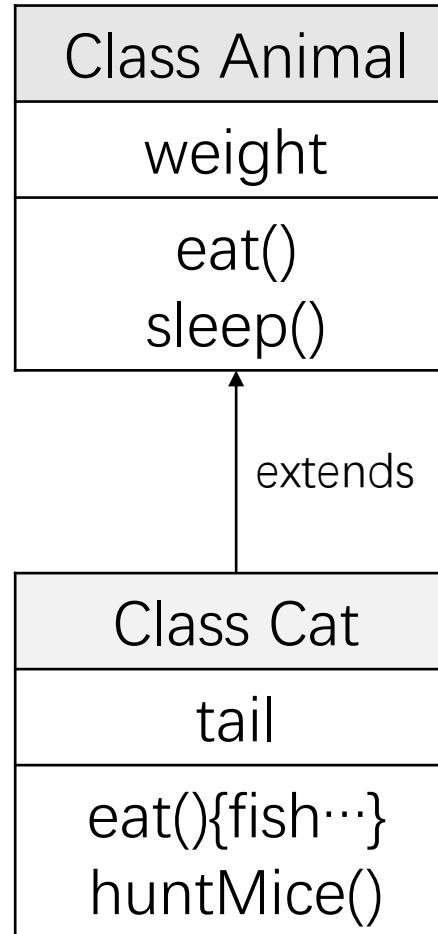 Class Animal
weight
eat()
sleep()
extends
Class Cat
tail
eat(){fish···}
huntMice()